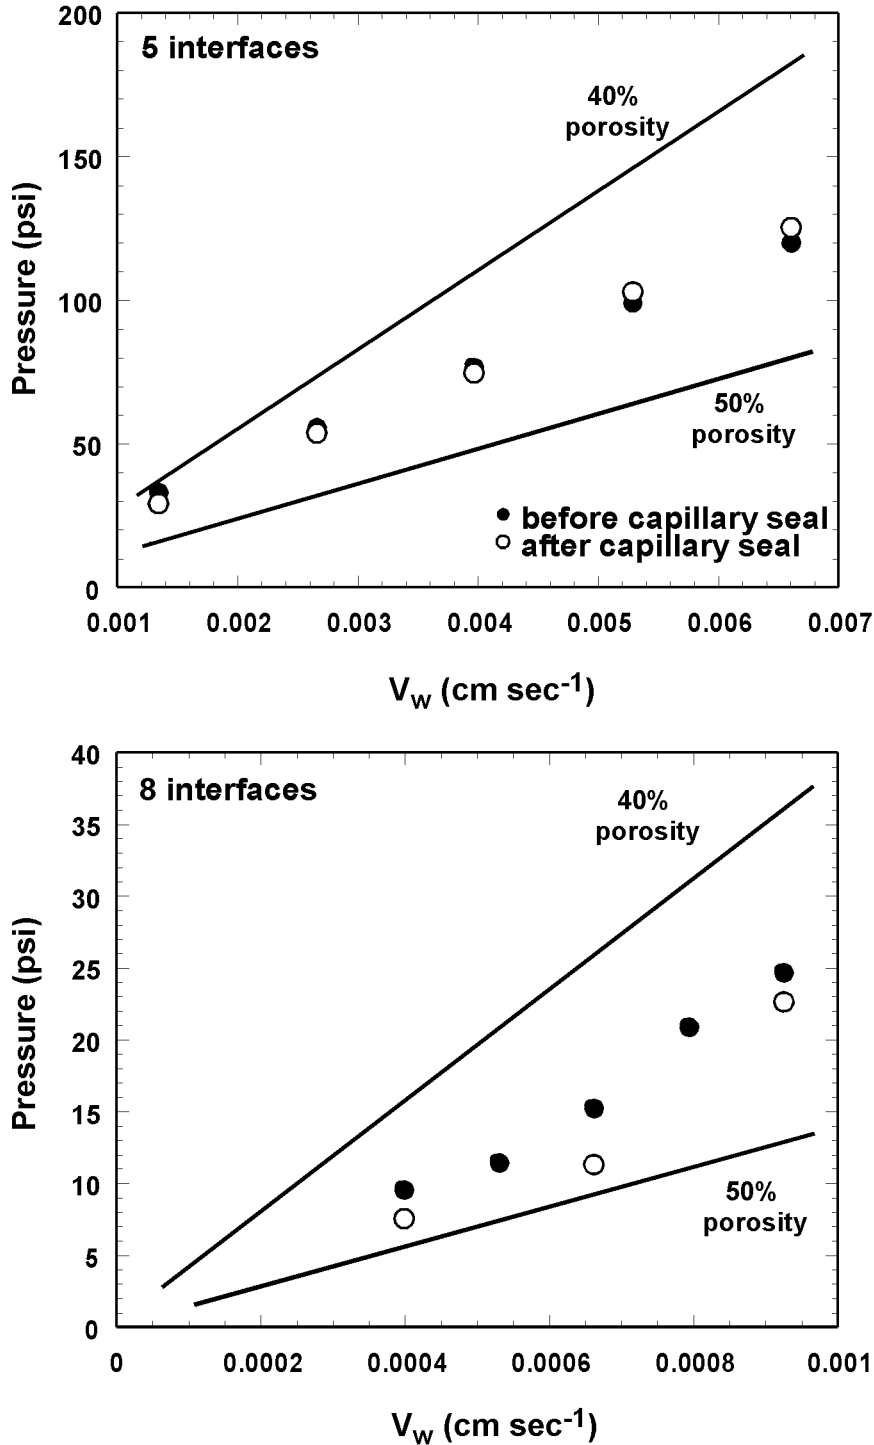 200
5 interfaces
40%
porosity
150
Pressure (psi)
100
50%
porosity
50
before capillary seal
after capillary seal
0
0.001 0.002 0.003 0.004 0.005 0.006 0.007
Vw (cm sec-1)
40
8 interfaces
40%
porosity
35
30
Pressure (psi)
25
20
15
10
50%
porosity
5
0
0 0.0002 0.0004 0.0006 0.0008 0.001
Vw (cm sec-1)